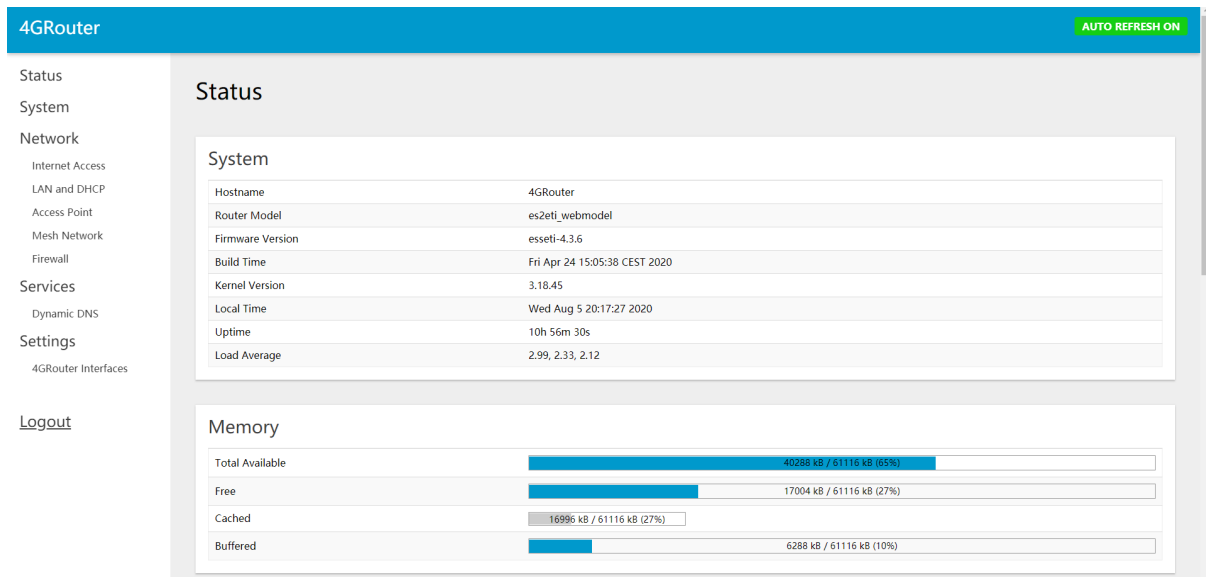 4GRouter
AUTO REFRESH ON
Status
System
Network
Internet Access
LAN and DHCP
Access Point
Mesh Network
Firewall
Services
Dynamic DNS
Settings
4GRouter Interfaces
Logout
Status
System
Hostname 4GRouter
Router Model es2eti_webmodel
Firmware Version esseti-4.3.6
Build Time Fri Apr 24 15:05:38 CEST 2020
Kernel Version 3.18.45
Local Time Wed Aug 5 20:17:27 2020
Uptime 10h 56m 30s
Load Average 2.99, 2.33, 2.12
Memory
Total Available 40288 kB / 61116 kB (65%)
Free 17004 kB / 61116 kB (27%)
Cached 16996 kB / 61116 kB (27%)
Buffered 6288 kB / 61116 kB (10%)